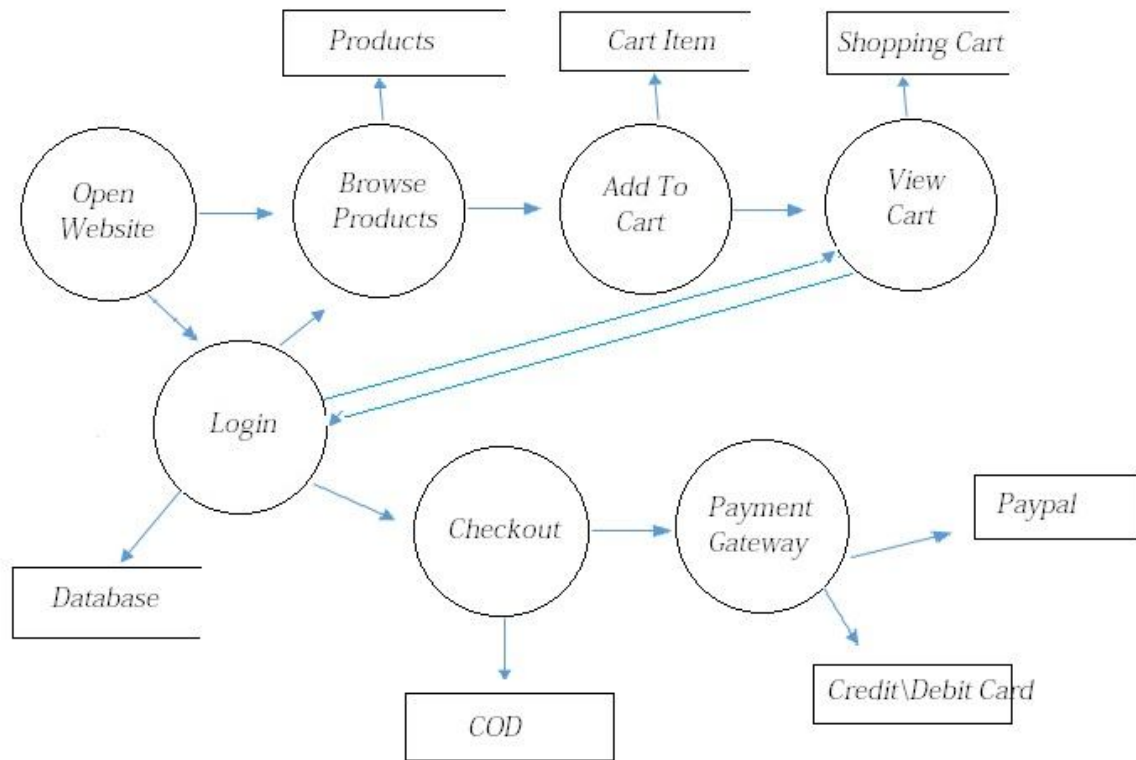 Products
Cart Item
Shopping Cart
Open
Website
Browse
Products
Add To
Cart
View
Cart
Login
Checkout
Payment
Gateway
Paypal
Database
Credit\Debit Card
COD